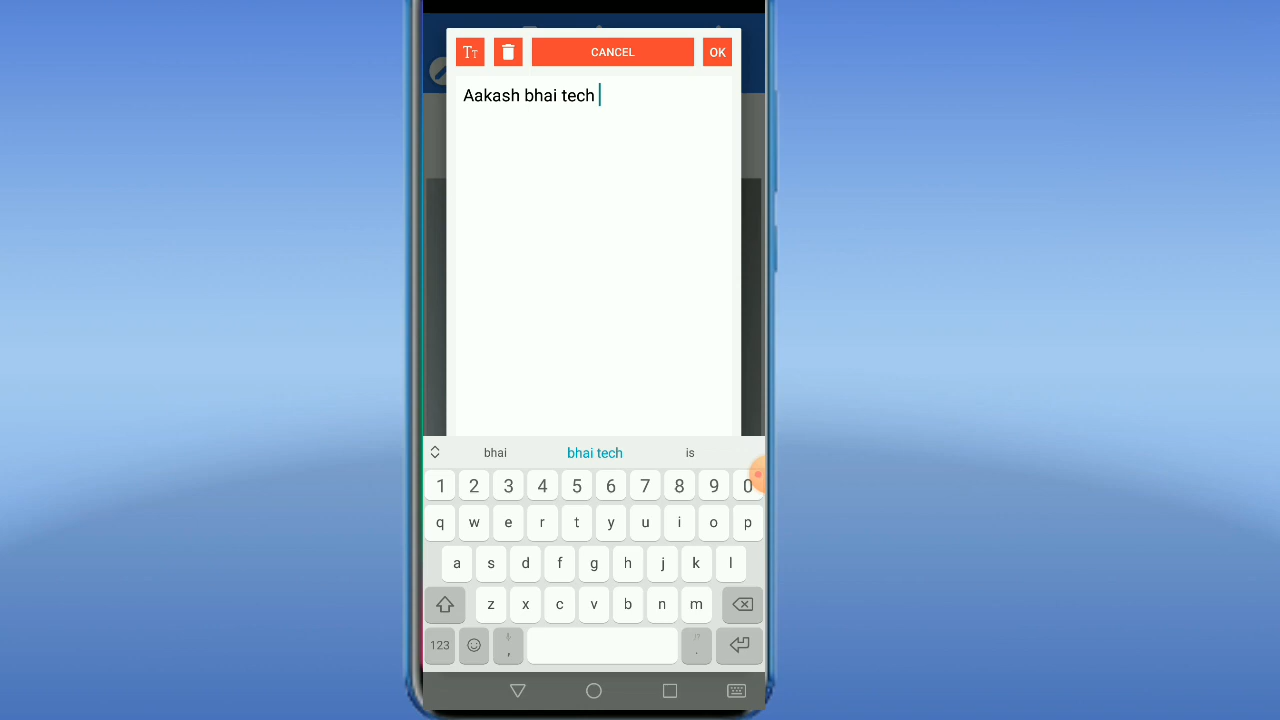 TT CANCEL OK
Aakash bhai tech
bhai bhai tech is
1 2 3 4 5 6 7 8 9 0
q w e r t y u i o p
a s d f g h j k l
z x c v b n m
123 , !? .